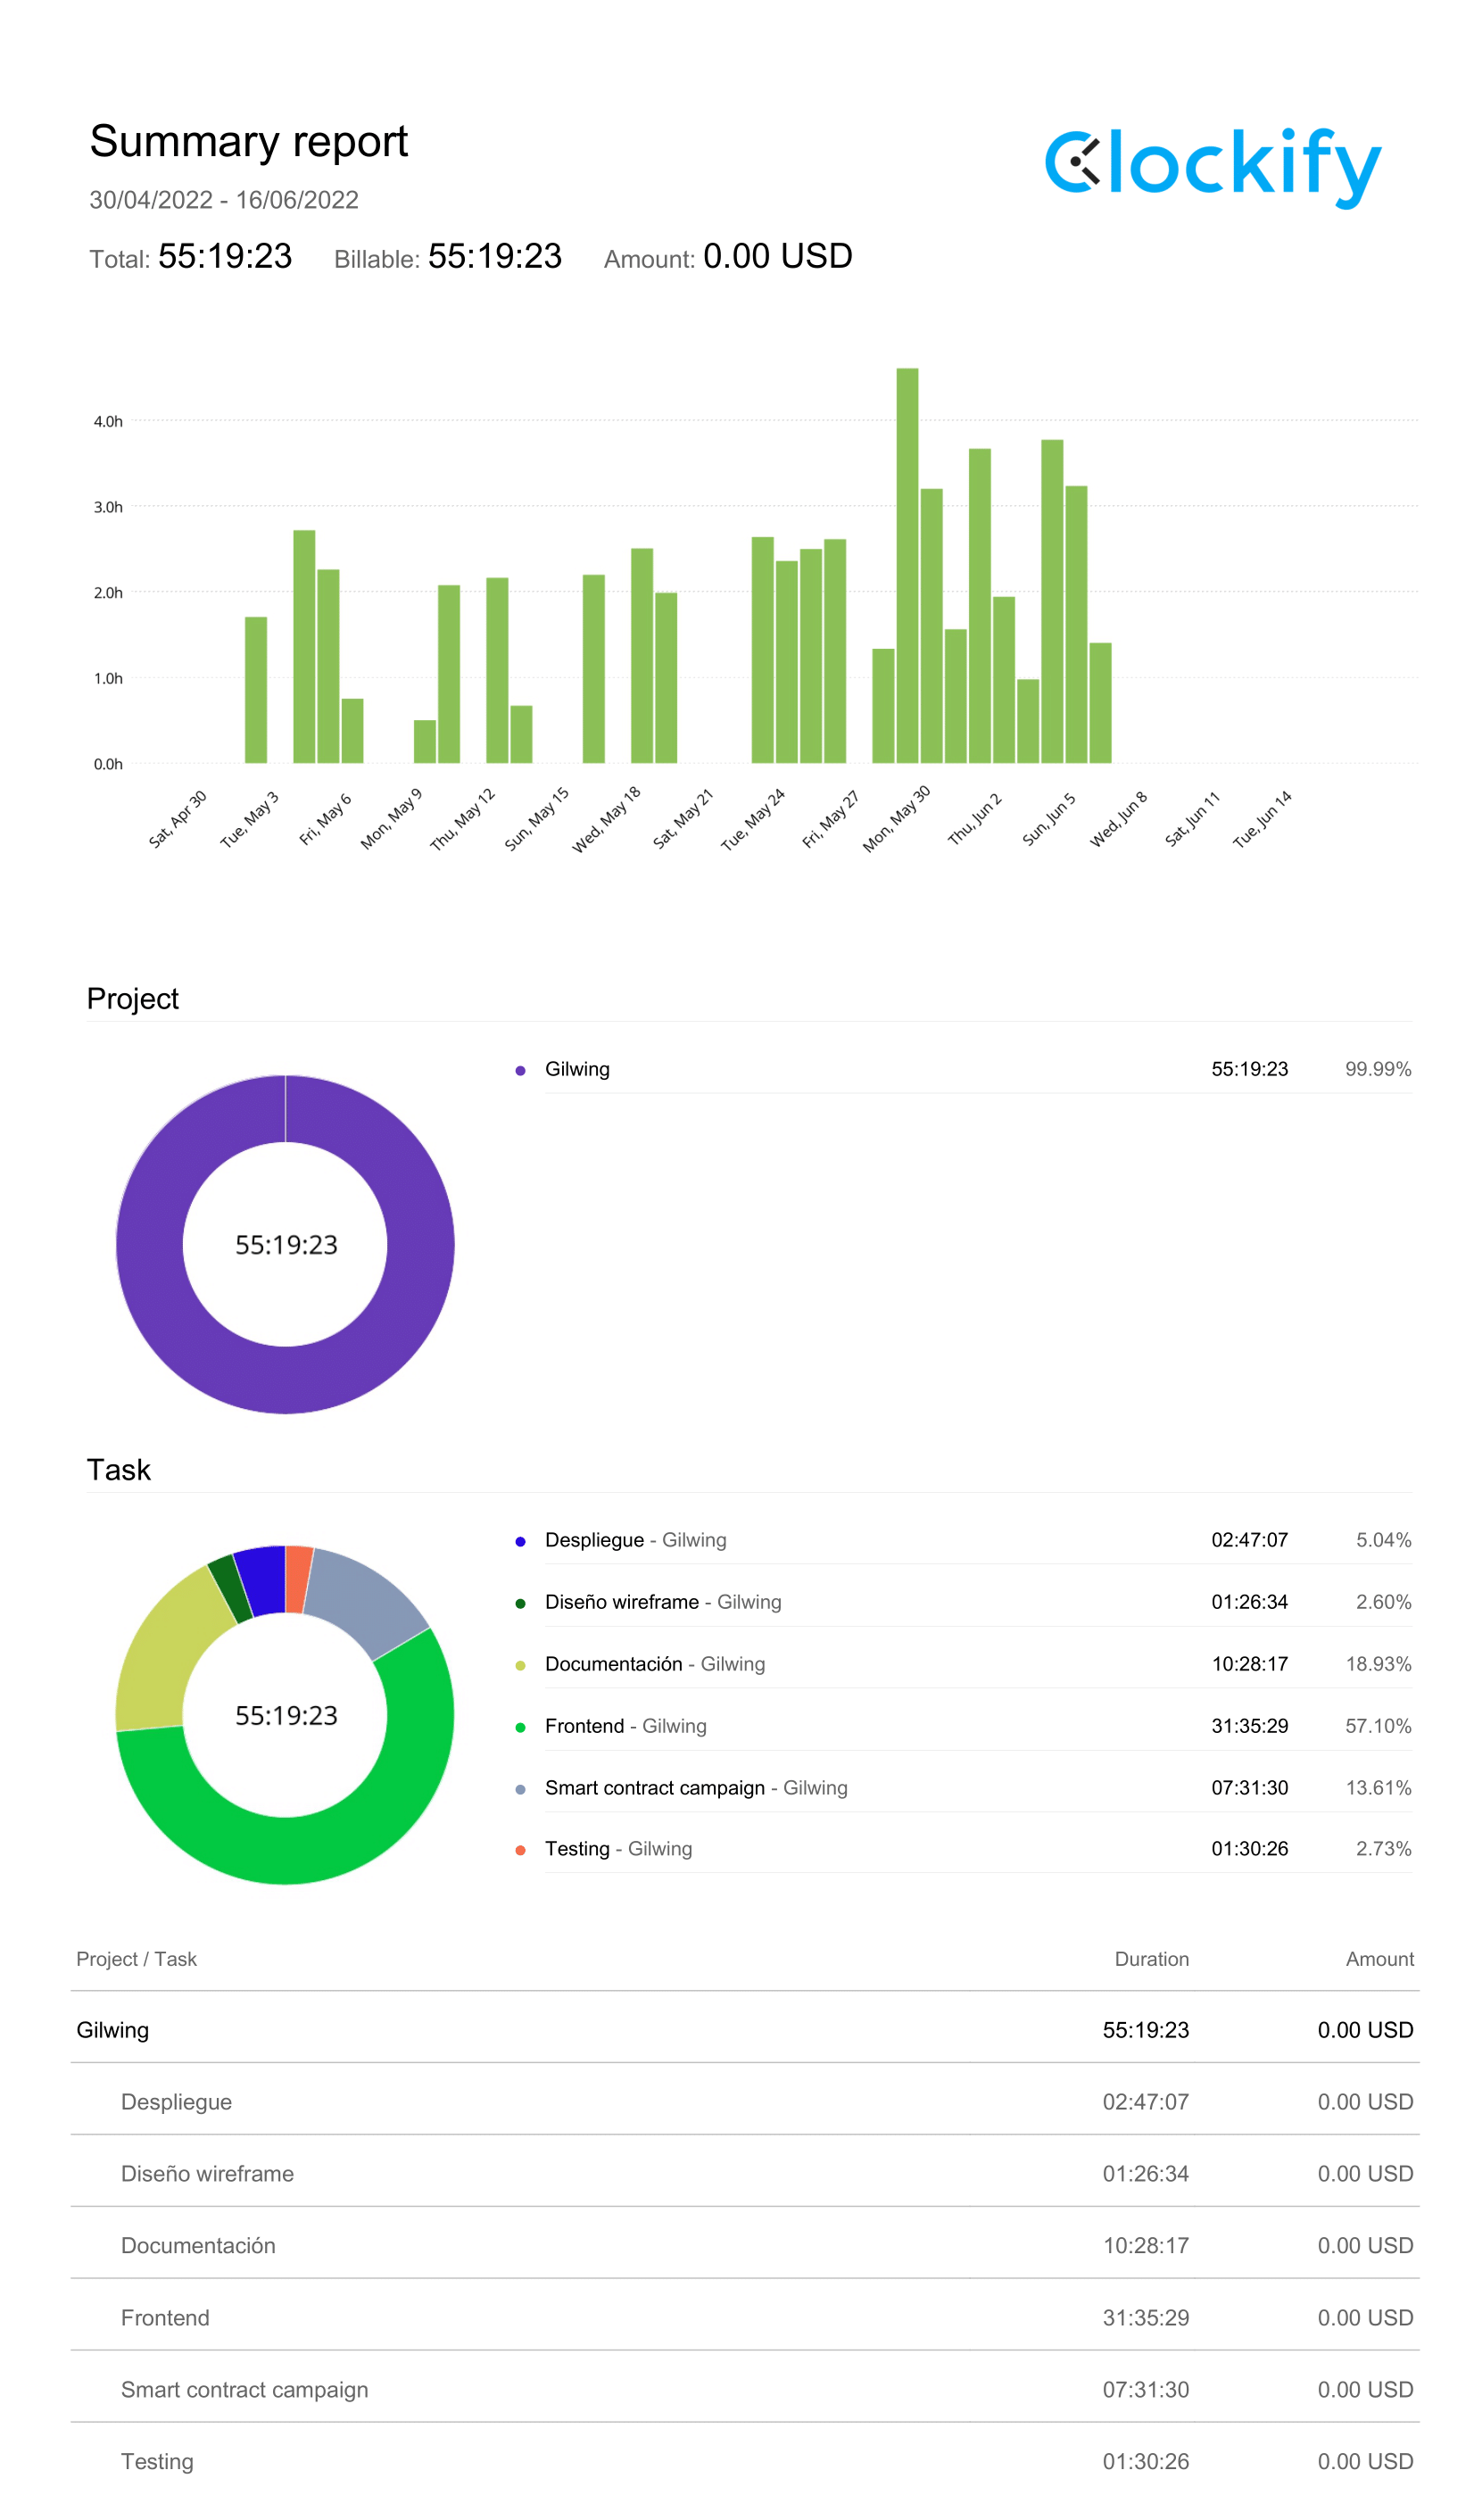 Summary report
Clockify
30/04/2022 - 16/06/2022
Total: 55:19:23 Billable: 55:19:23 Amount: 0.00 USD
4.0h
3.0h
2.0h
1.0h
0.0h
Sat, Apr 30
Tue, May 3
Fri, May 6
Mon, May 9
Thu, May 12
Sun, May 15
Wed, May 18
Sat, May 21
Tue, May 24
Fri, May 27
Mon, May 30
Thu, Jun 2
Sun, Jun 5
Wed, Jun 8
Sat, Jun 11
Tue, Jun 14
Project
55:19:23
Gilwing 55:19:23 99.99%
Task
55:19:23
Despliegue - Gilwing 02:47:07 5.04%
Diseño wireframe - Gilwing 01:26:34 2.60%
Documentación - Gilwing 10:28:17 18.93%
Frontend - Gilwing 31:35:29 57.10%
Smart contract campaign - Gilwing 07:31:30 13.61%
Testing - Gilwing 01:30:26 2.73%
Project / Task Duration Amount
Gilwing 55:19:23 0.00 USD
Despliegue 02:47:07 0.00 USD
Diseño wireframe 01:26:34 0.00 USD
Documentación 10:28:17 0.00 USD
Frontend 31:35:29 0.00 USD
Smart contract campaign 07:31:30 0.00 USD
Testing 01:30:26 0.00 USD